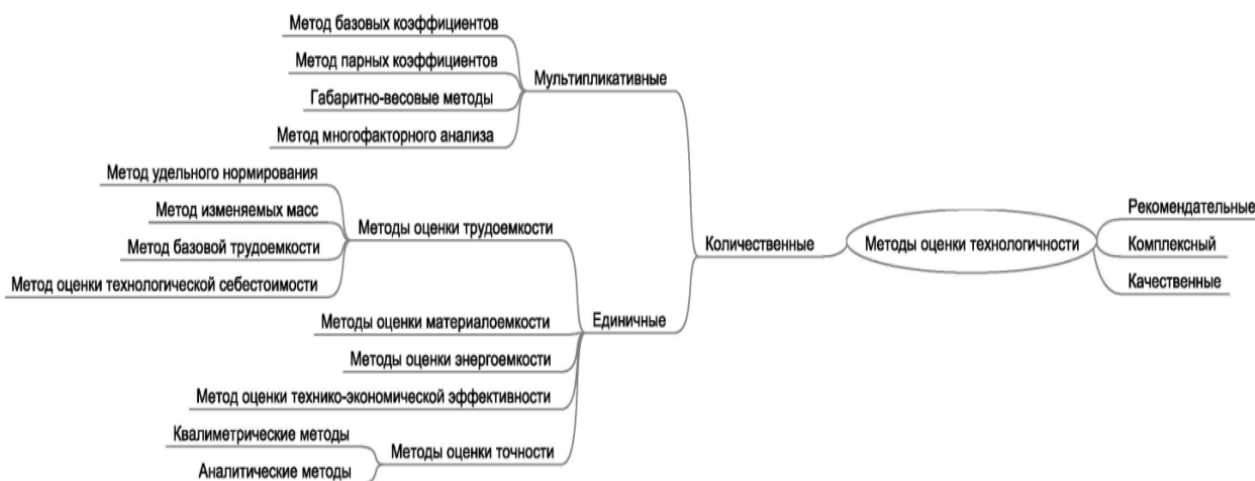 Метод базовых коэффициентов
Метод парных коэффициентов
Мультипликативные
Габаритно-весовые методы
Метод многофакторного анализа
Метод удельного нормирования
Метод изменяемых масс
Методы оценки трудоемкости
Метод базовой трудоемкости
Метод оценки технологической себестоимости
Количественные
Методы оценки технологичности
Рекомендательные
Комплексный
Качественные
Методы оценки материалоемкости
Единичные
Методы оценки энергоемкости
Метод оценки технико-экономической эффективности
Квалиметрические методы
Методы оценки точности
Аналитические методы